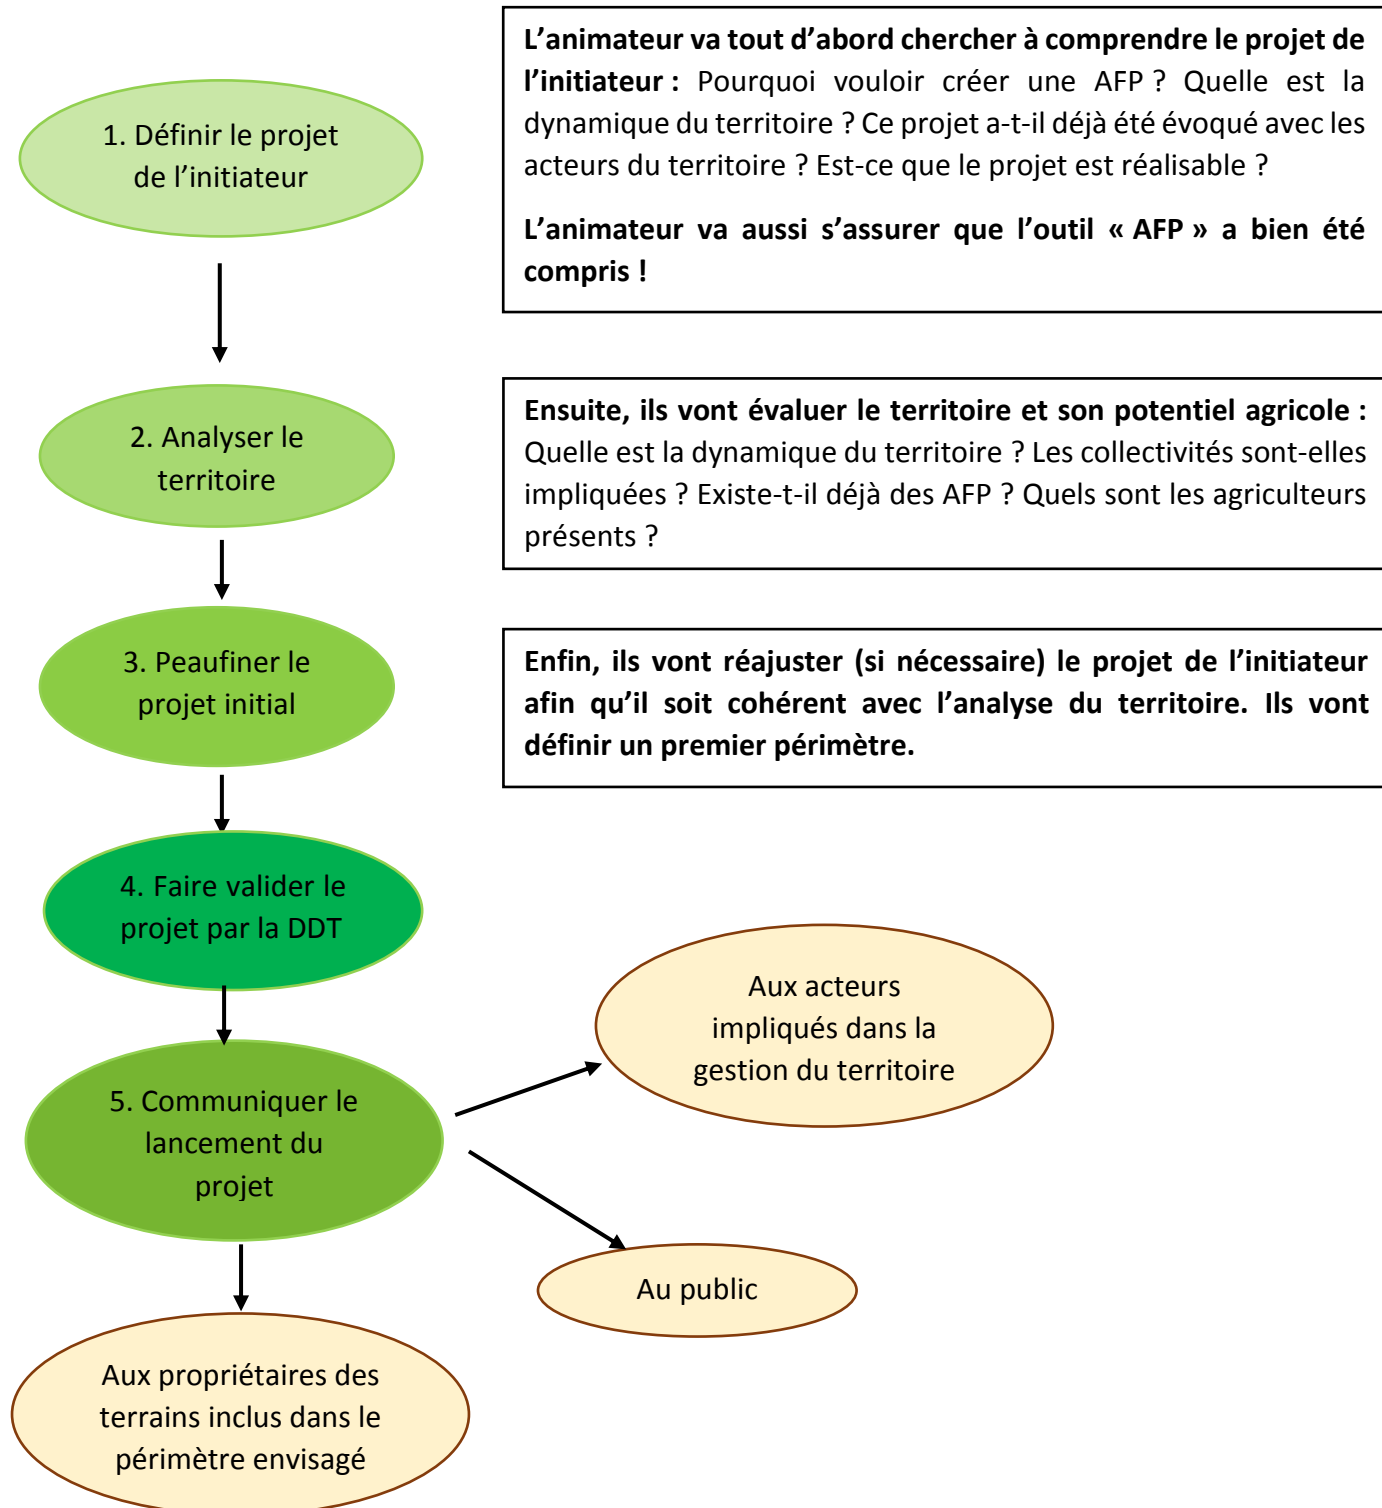 1. Définir le projet
de l’initiateur
L’animateur va tout d’abord chercher à comprendre le projet de
l’initiateur : Pourquoi vouloir créer une AFP ? Quelle est la
dynamique du territoire ? Ce projet a-t-il déjà été évoqué avec les
acteurs du territoire ? Est-ce que le projet est réalisable ?
L’animateur va aussi s’assurer que l’outil « AFP » a bien été
compris !
2. Analyser le
territoire
Ensuite, ils vont évaluer le territoire et son potentiel agricole :
Quelle est la dynamique du territoire ? Les collectivités sont-elles
impliquées ? Existe-t-il déjà des AFP ? Quels sont les agriculteurs
présents ?
3. Peaufiner le
projet initial
Enfin, ils vont réajuster (si nécessaire) le projet de l’initiateur
afin qu’il soit cohérent avec l’analyse du territoire. Ils vont
définir un premier périmètre.
4. Faire valider le
projet par la DDT
5. Communiquer le
lancement du
projet
Aux acteurs
impliqués dans la
gestion du territoire
Au public
Aux propriétaires des
terrains inclus dans le
périmètre envisagé